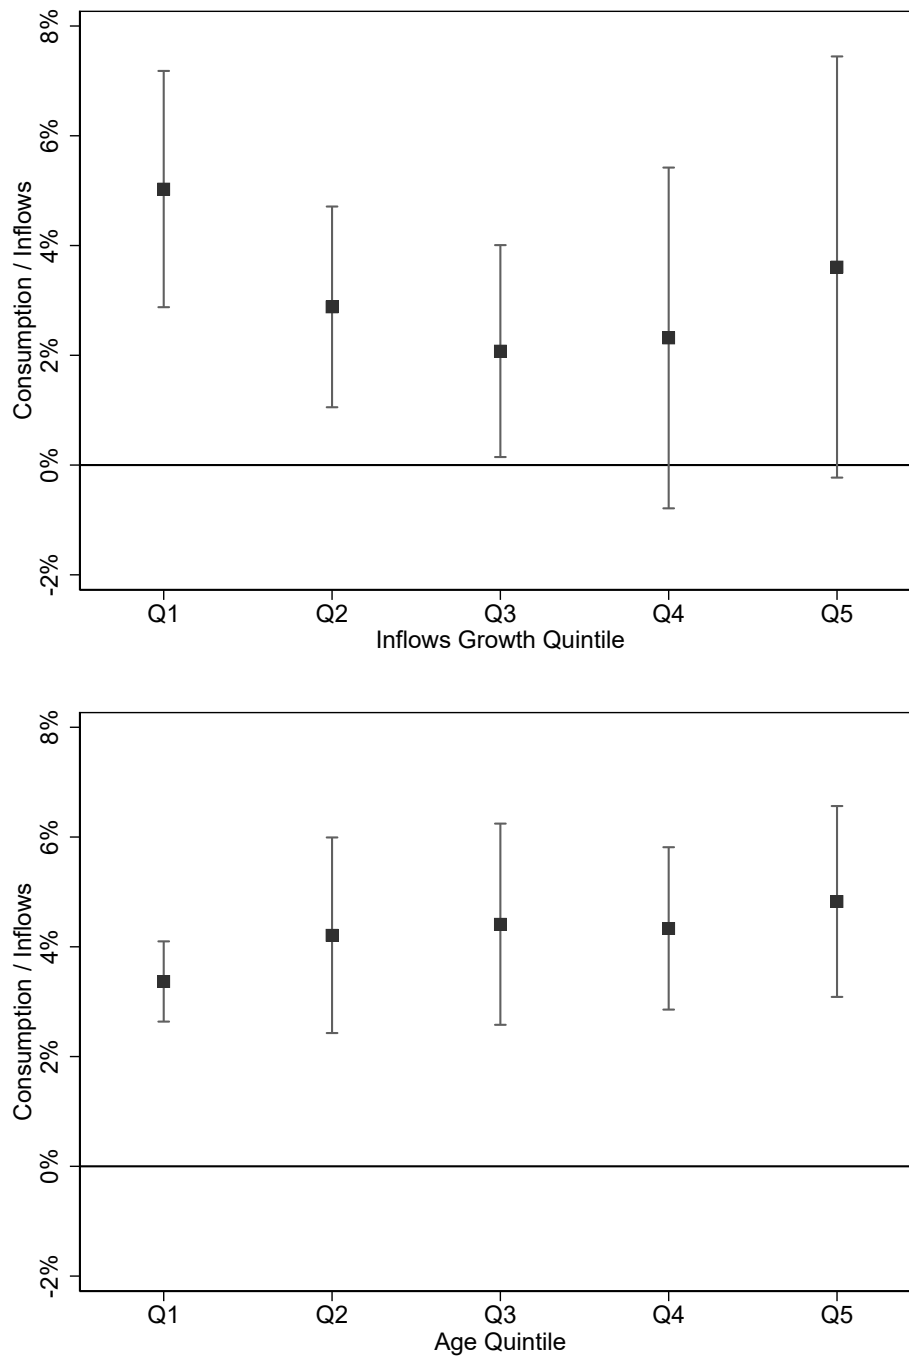 8%
6%
4%
2%
0%
-2%
Consumption / Inflows
Q1 Q2 Q3 Q4 Q5
Inflows Growth Quintile
8%
6%
4%
2%
0%
-2%
Consumption / Inflows
Q1 Q2 Q3 Q4 Q5
Age Quintile